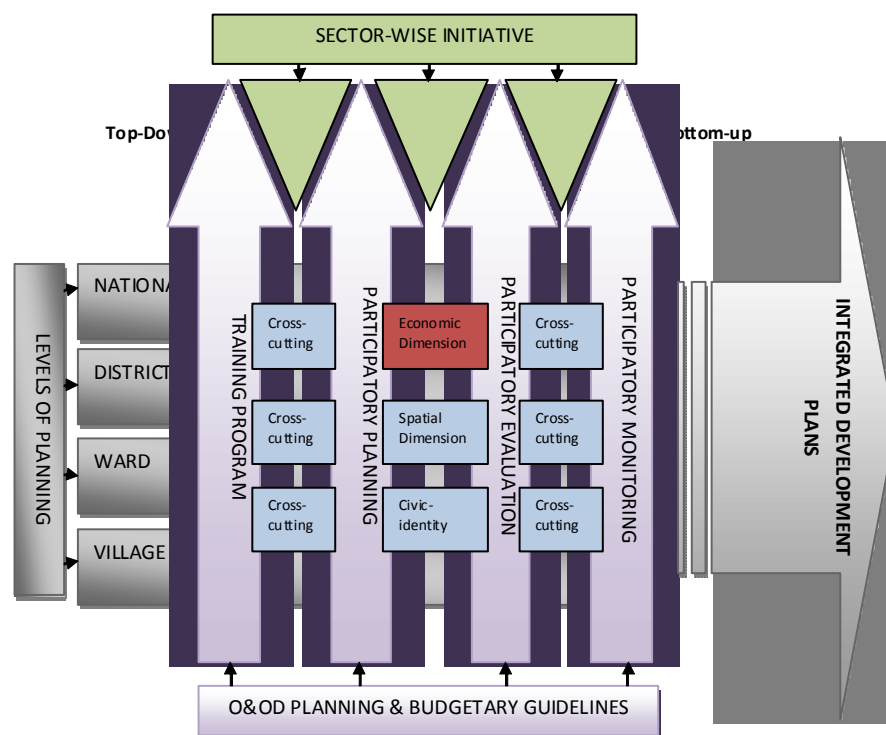 SECTOR-WISE INITIATIVE
Top-Dow
ottom-up
LEVELS OF PLANNING
NATIONA
DISTRICT
WARD
VILLAGE
TRAINING PROGRAM
PARTICIPATORY PLANNING
PARTICIPATORY EVALUATION
PARTICIPATORY MONITORING
Cross-
cutting
Economic
Dimension
Cross-
cutting
Cross-
cutting
Spatial
Dimension
Cross-
cutting
Cross-
cutting
Civic-
identity
Cross-
cutting
INTEGRATED DEVELOPMENT
PLANS
O&OD PLANNING & BUDGETARY GUIDELINES